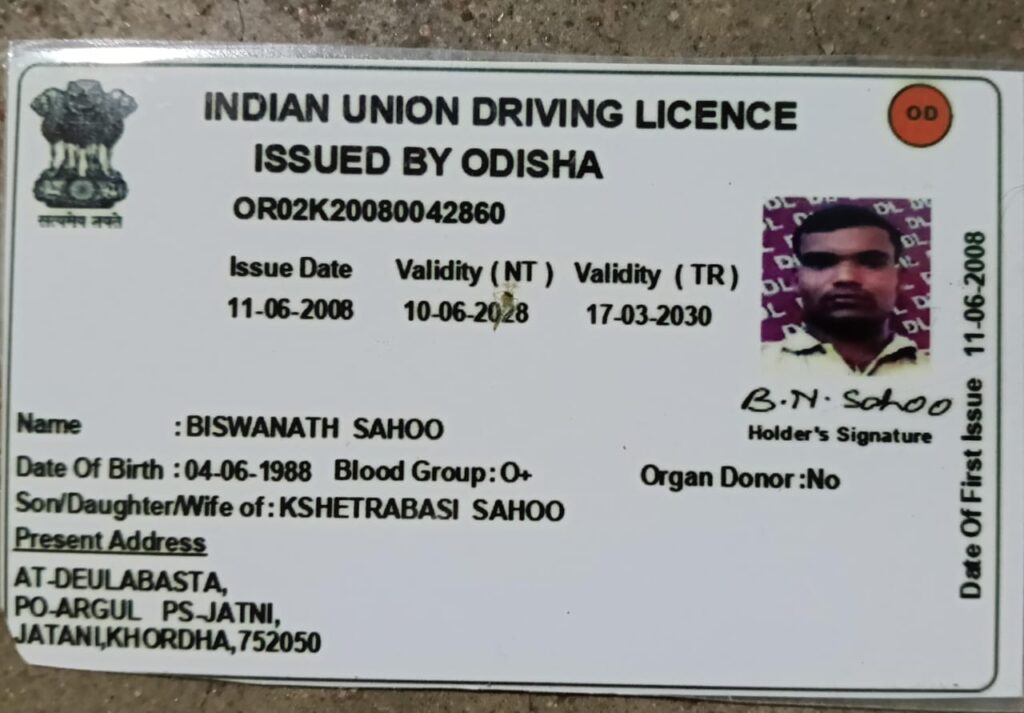 INDIAN UNION DRIVING LICENCE
OD
ISSUED BY ODISHA
OR02K20080042860
सत्यमेव जयते
Issue Date Validity ( NT ) Validity ( TR )
11-06-2008 10-06-2028 17-03-2030
B.N. Sahoo
Holder's Signature
Date Of First Issue 11-06-2008
Name :BISWANATH SAHOO
Date Of Birth :04-06-1988 Blood Group:O+ Organ Donor:No
Son/Daughter/Wife of:KSHETRABASI SAHOO
Present Address
AT-DEULABASTA,
PO-ARGUL PS-JATNI,
JATANI,KHORDHA,752050